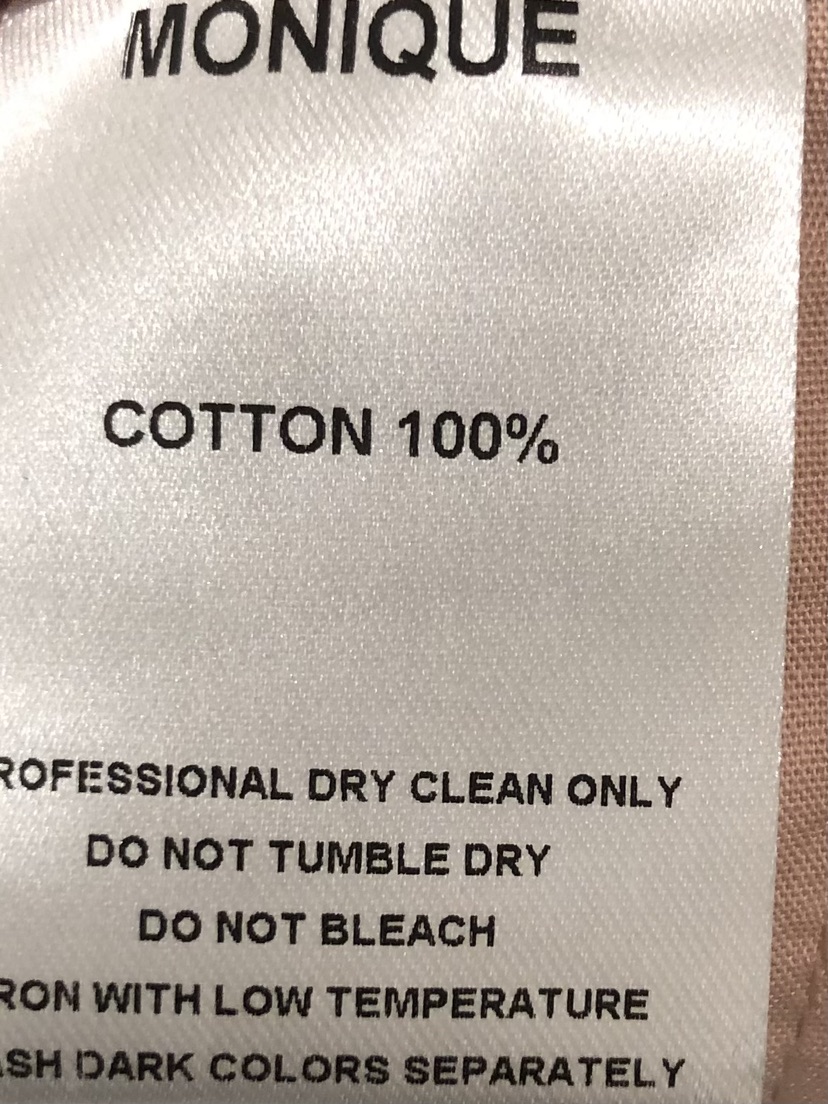 MONIQUE
COTTON 100%
ROFESSIONAL DRY CLEAN ONLY
DO NOT TUMBLE DRY
DO NOT BLEACH
RON WITH LOW TEMPERATURE
ASH DARK COLORS SEPARATELY